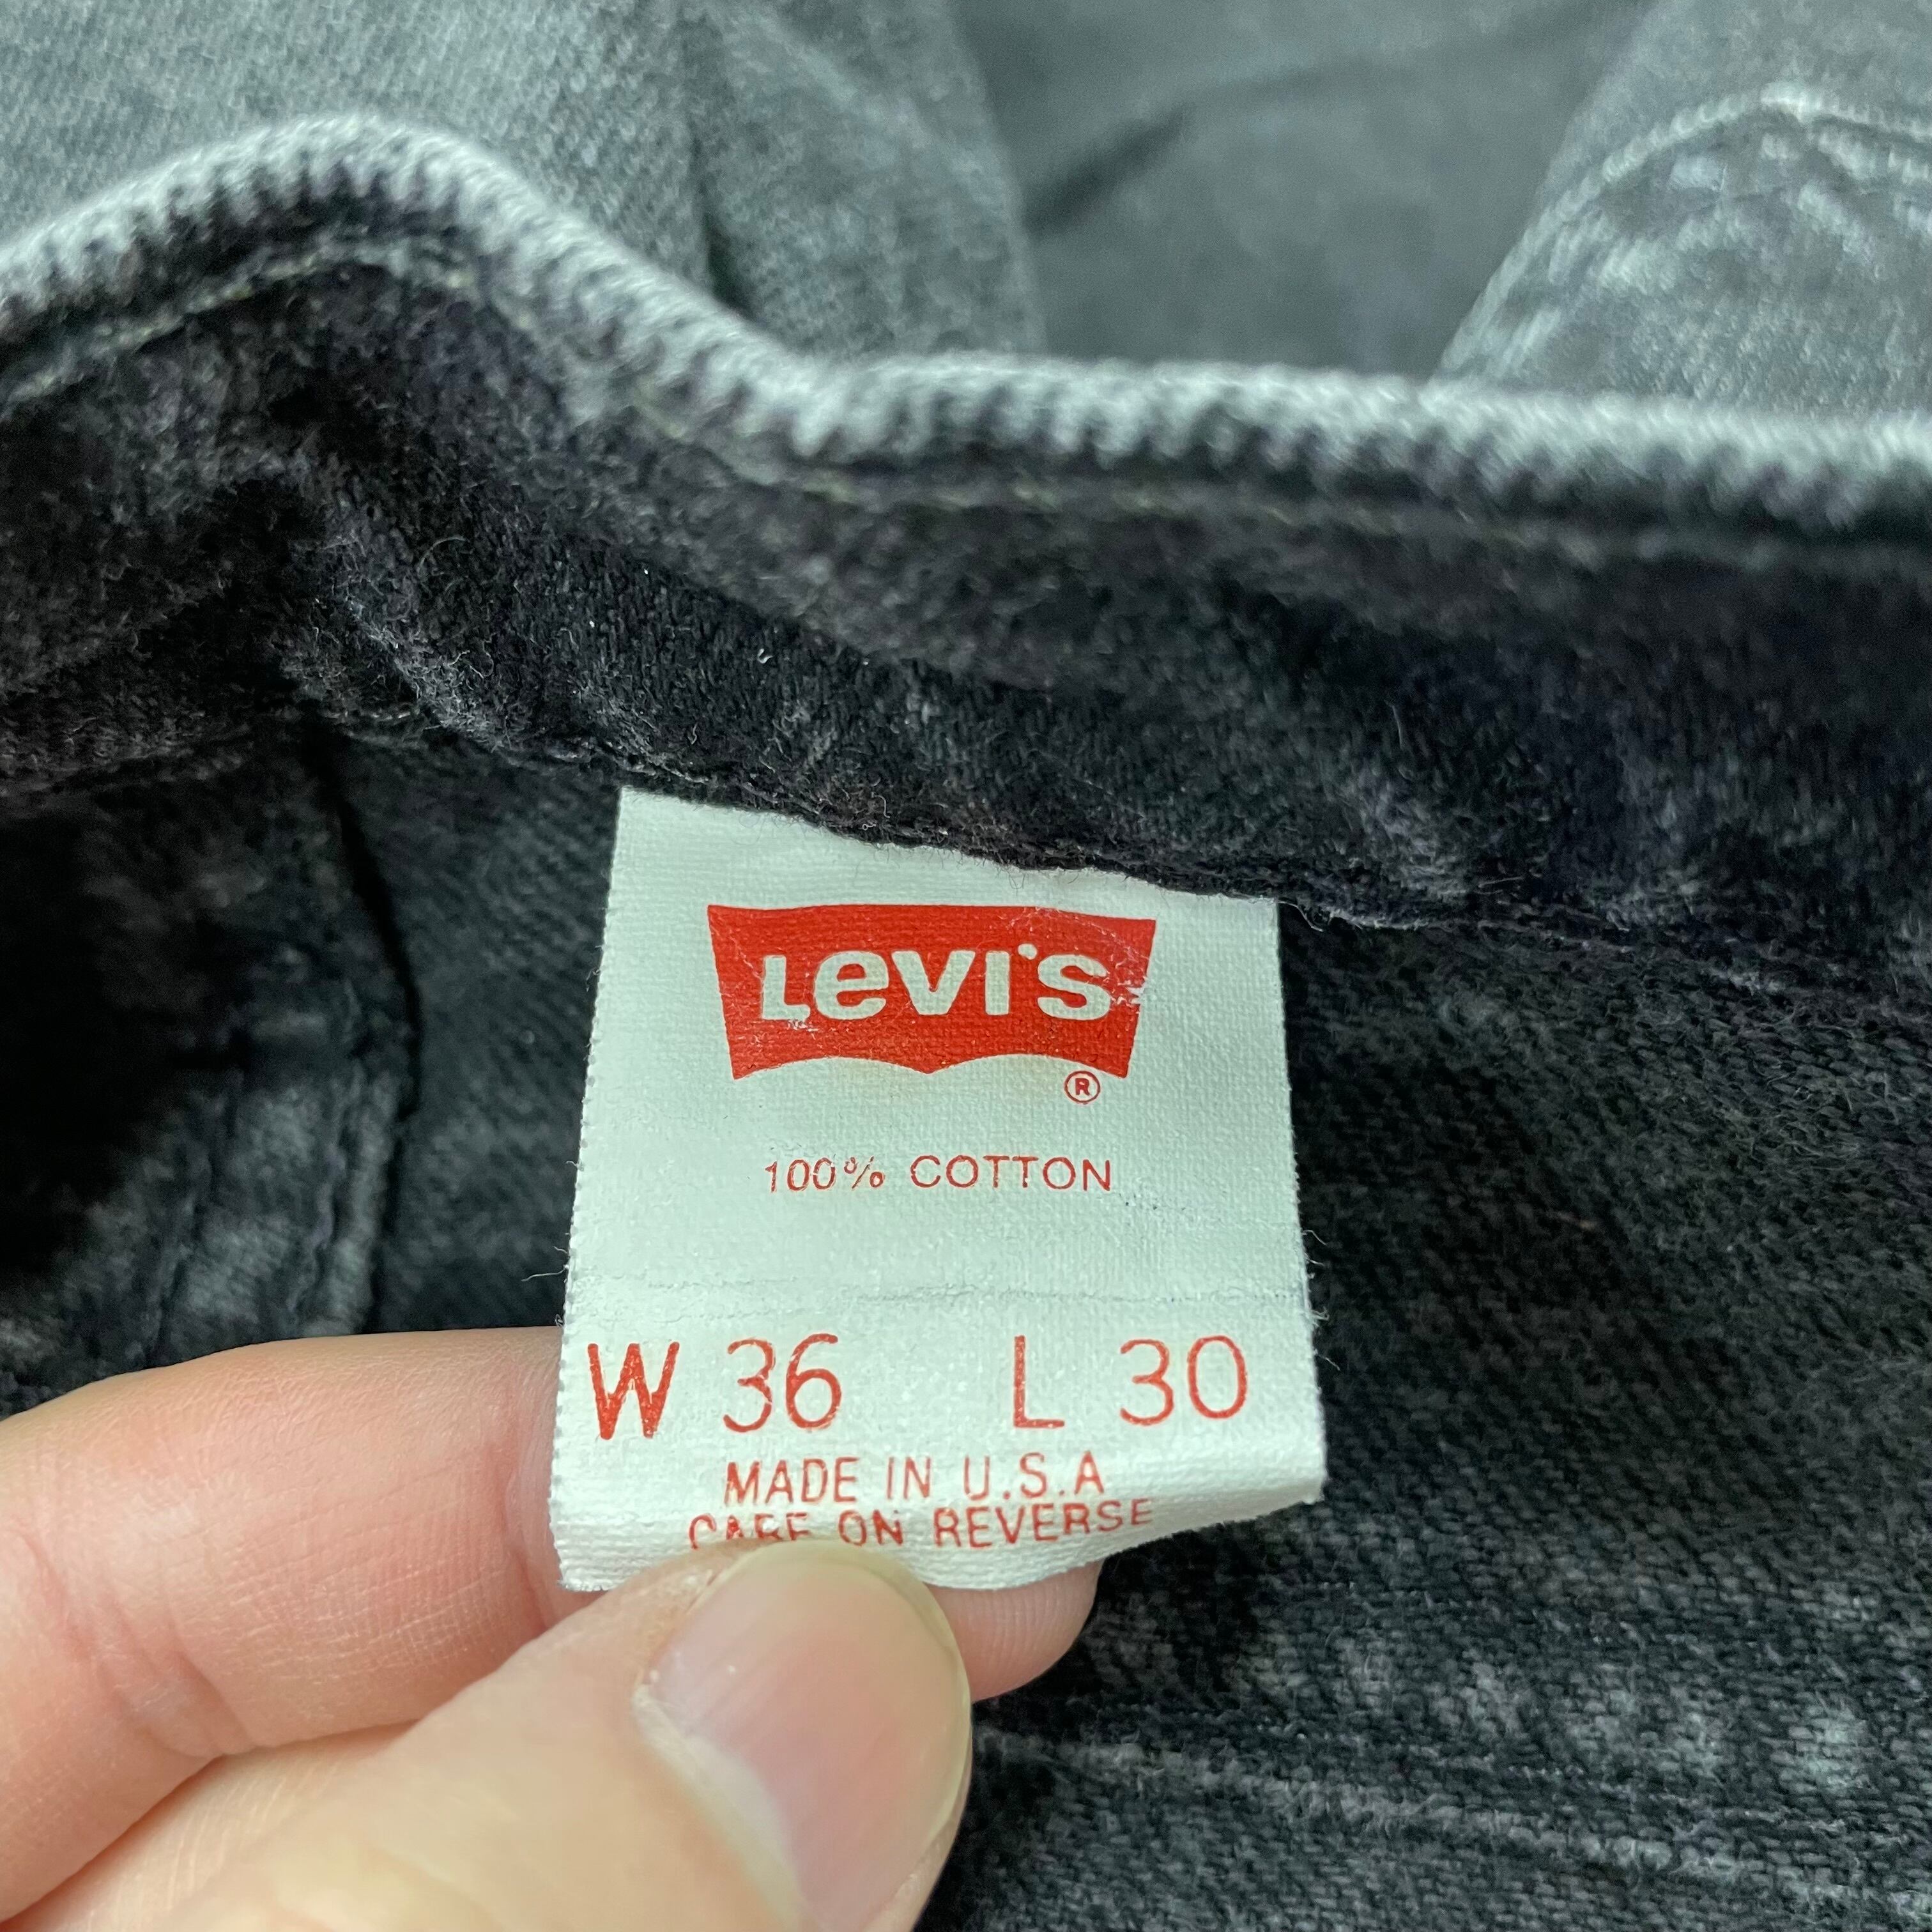 Levi's
®
100% COTTON
W 36 L 30
MADE IN U.S.A
CARE ON REVERSE